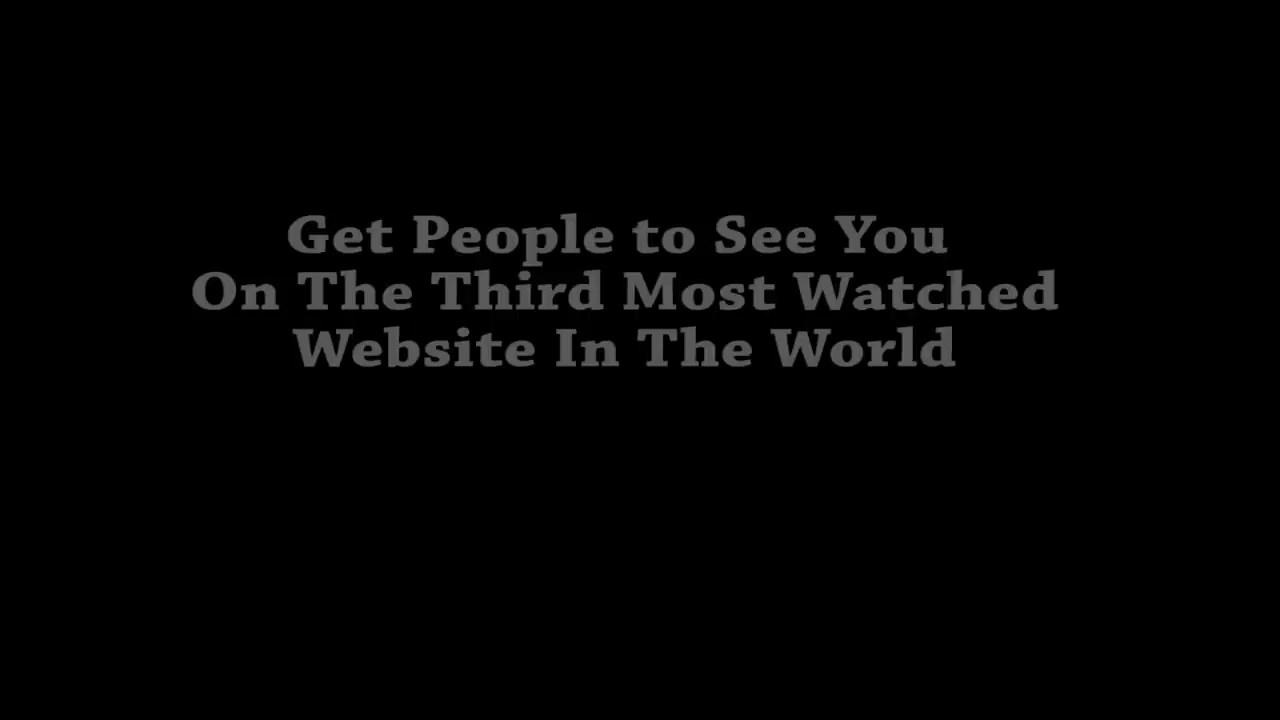 Get People to See You
On The Third Most Watched
Website In The World